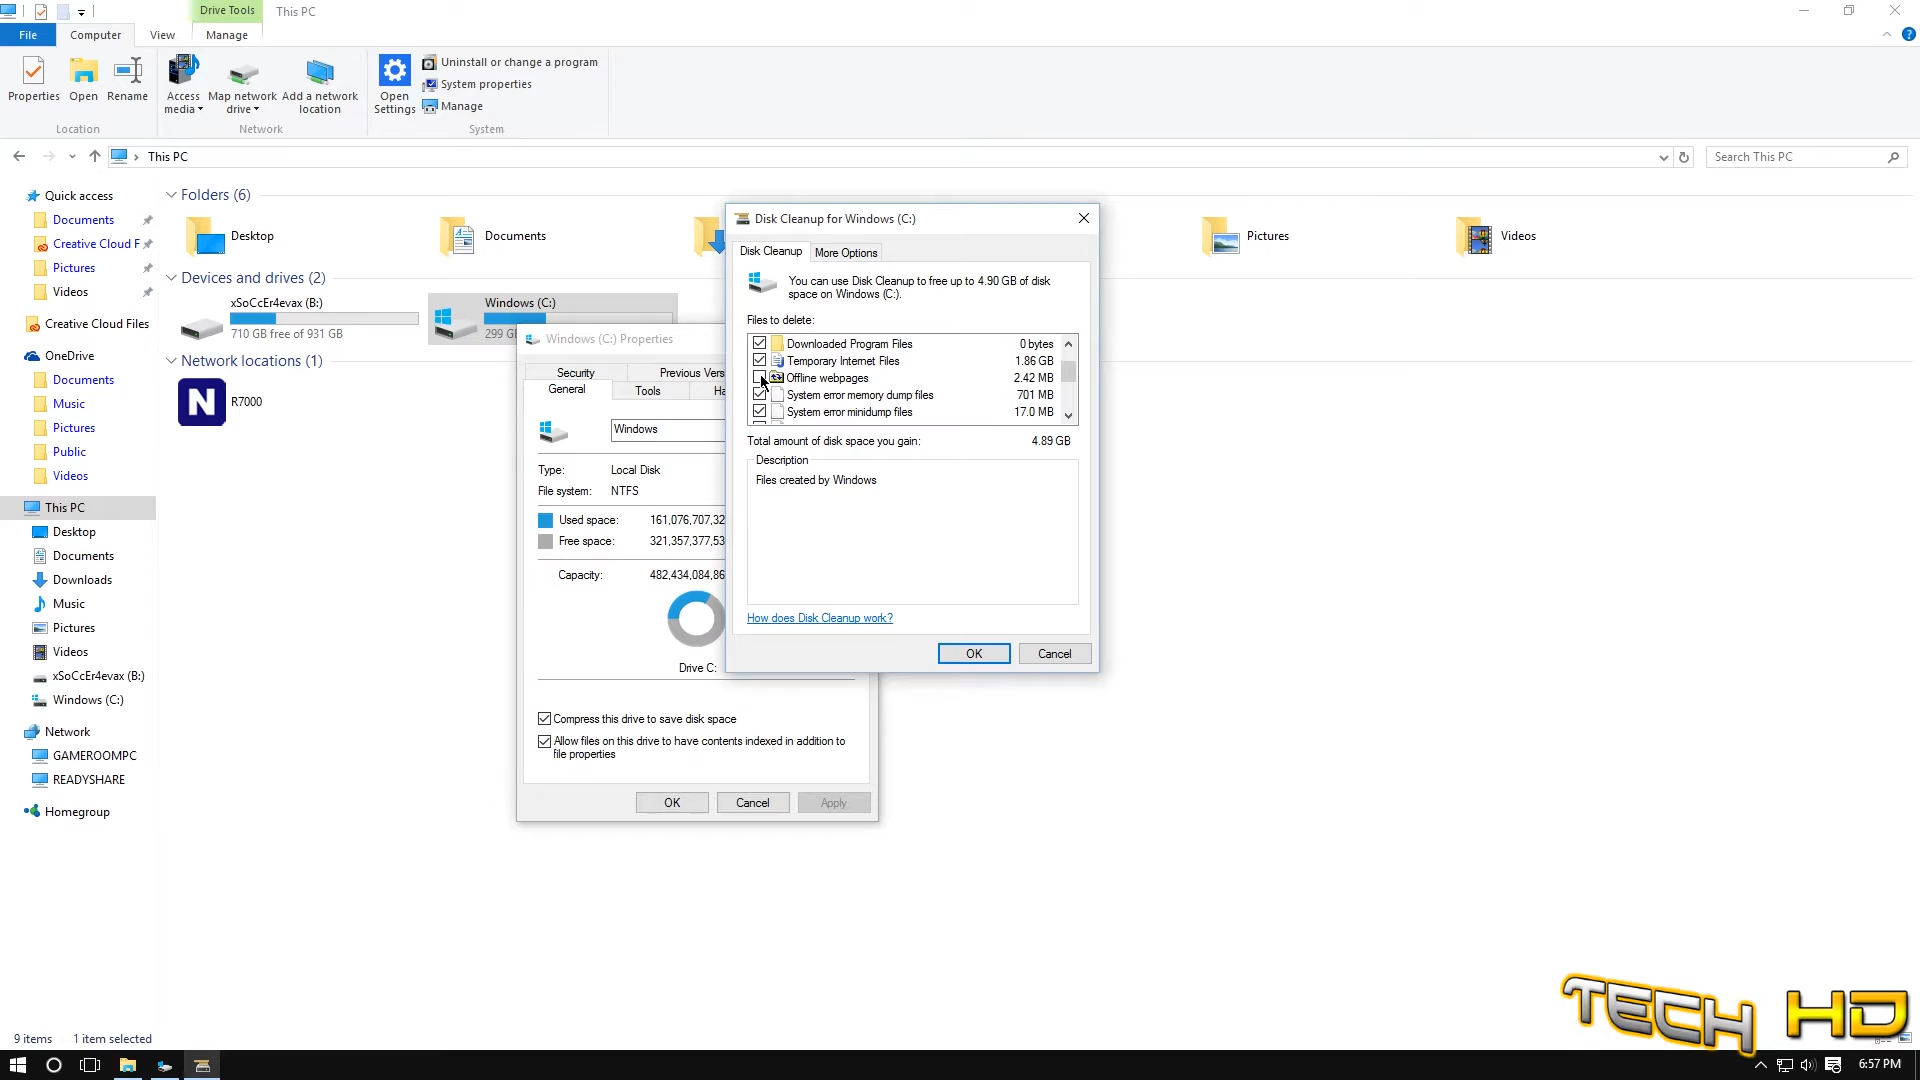 Drive Tools
This PC
File
Computer
View
Manage
Properties
Open
Rename
Access media
Map network drive
Add a network location
Open Settings
Uninstall or change a program
System properties
Manage
Location
Network
System
This PC
Search This PC
Quick access
Documents
Creative Cloud F
Pictures
Videos
Creative Cloud Files
OneDrive
Documents
Music
Pictures
Public
Videos
This PC
Desktop
Documents
Downloads
Music
Pictures
Videos
xSoCcEr4evax (B:)
Windows (C:)
Network
GAMEROOMPC
READYSHARE
Homegroup
Folders (6)
Desktop
Documents
Pictures
Videos
Devices and drives (2)
xSoCcEr4evax (B:)
710 GB free of 931 GB
Windows (C:)
299 G
Network locations (1)
N
R7000
Windows (C:) Properties
Security
Previous Vers
General
Tools
Ha
Windows
Type: Local Disk
File system: NTFS
Used space: 161,076,707,32
Free space: 321,357,377,53
Capacity: 482,434,084,86
Drive C:
Compress this drive to save disk space
Allow files on this drive to have contents indexed in addition to
file properties
OK
Cancel
Apply
Disk Cleanup for Windows (C:)
Disk Cleanup
More Options
You can use Disk Cleanup to free up to 4.90 GB of disk
space on Windows (C:).
Files to delete:
Downloaded Program Files 0 bytes
Temporary Internet Files 1.86 GB
Offline webpages 2.42 MB
System error memory dump files 701 MB
System error minidump files 17.0 MB
Total amount of disk space you gain: 4.89 GB
Description
Files created by Windows
How does Disk Cleanup work?
OK
Cancel
TECH HD
9 items
1 item selected
6:57 PM